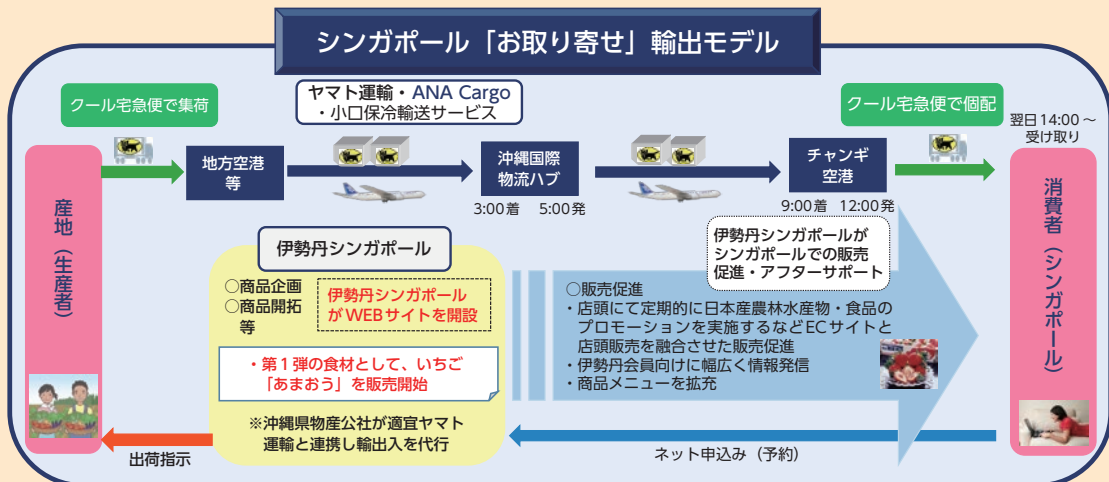 シンガポール「お取り寄せ」輸出モデル
クール宅急便で集荷
ヤマト運輸・ANA Cargo
・小口保冷輸送サービス
クール宅急便で個配
翌日14:00～
受け取り
産地（生産者）
地方空港
等
沖縄国際
物流ハブ
3:00着 5:00発
チャンギ
空港
9:00着 12:00発
消費者（シンガポール）
伊勢丹シンガポール
○商品企画
○商品開拓
等
伊勢丹シンガポール
がWEBサイトを開設
・第1弾の食材として、いちご
「あまおう」を販売開始
※沖縄県物産公社が適宜ヤマト
運輸と連携し輸出入を代行
伊勢丹シンガポールが
シンガポールでの販売
促進・アフターサポート
○販売促進
・店頭にて定期的に日本産農林水産物・食品の
プロモーションを実施するなどECサイトと
店頭販売を融合させた販売促進
・伊勢丹会員向けに幅広く情報発信
・商品メニューを拡充
出荷指示
ネット申込み（予約）